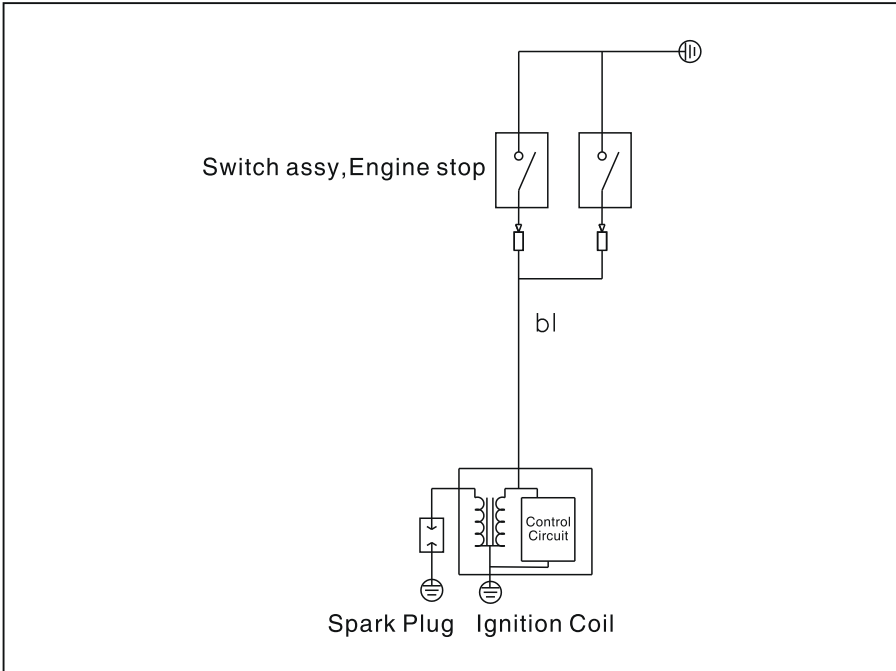 Switch assy,Engine stop
bl
Control
Circuit
Spark Plug
Ignition Coil